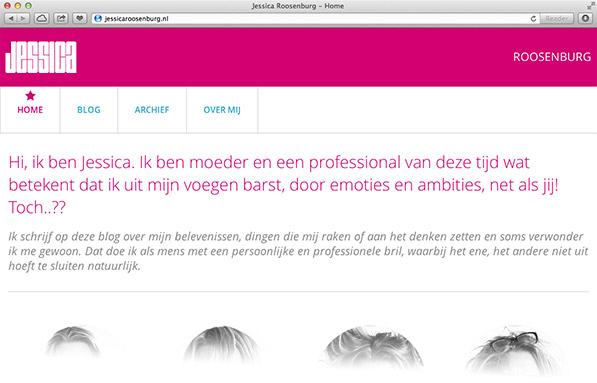 Jessica Roosenburg – Home
jessicaroosenburg.nl
Reader
JESSICA
ROOSENBURG
HOME
BLOG
ARCHIEF
OVER MIJ
Hi, ik ben Jessica. Ik ben moeder en een professional van deze tijd wat
betekent dat ik uit mijn voegen barst, door emoties en ambities, net als jij!
Toch..??
Ik schrijf op deze blog over mijn belevenissen, dingen die mij raken of aan het denken zetten en soms verwonder
ik me gewoon. Dat doe ik als mens met een persoonlijke en professionele bril, waarbij het ene, het andere niet uit
hoeft te sluiten natuurlijk.